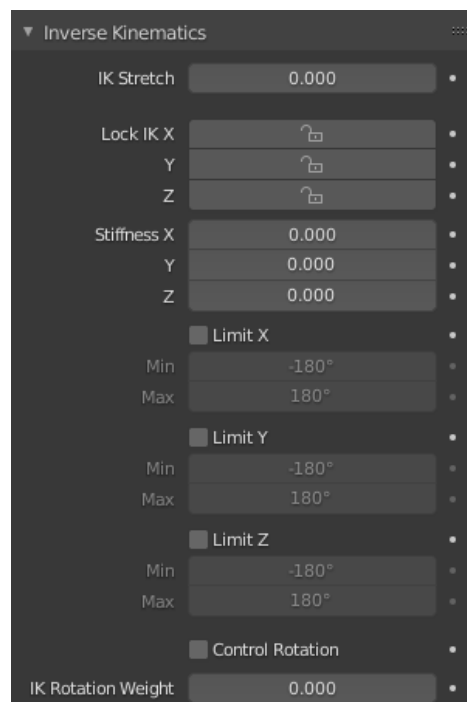 Inverse Kinematics
IK Stretch 0.000
Lock IK X
Y
Z
Stiffness X 0.000
Y 0.000
Z 0.000
Limit X
Min -180°
Max 180°
Limit Y
Min -180°
Max 180°
Limit Z
Min -180°
Max 180°
Control Rotation
IK Rotation Weight 0.000